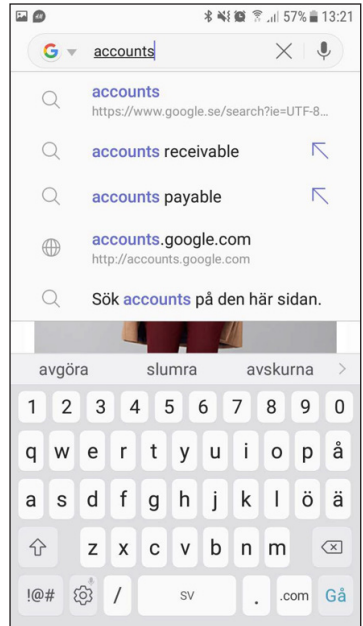 57% 13:21
accounts
accounts
https://www.google.se/search?ie=UTF-8...
accounts receivable
accounts payable
accounts.google.com
http://accounts.google.com
Sök accounts på den här sidan.
avgöra slumra avskurna
1 2 3 4 5 6 7 8 9 0
q w e r t y u i o p å
a s d f g h j k l ö ä
z x c v b n m
!@# / SV . .com Gå